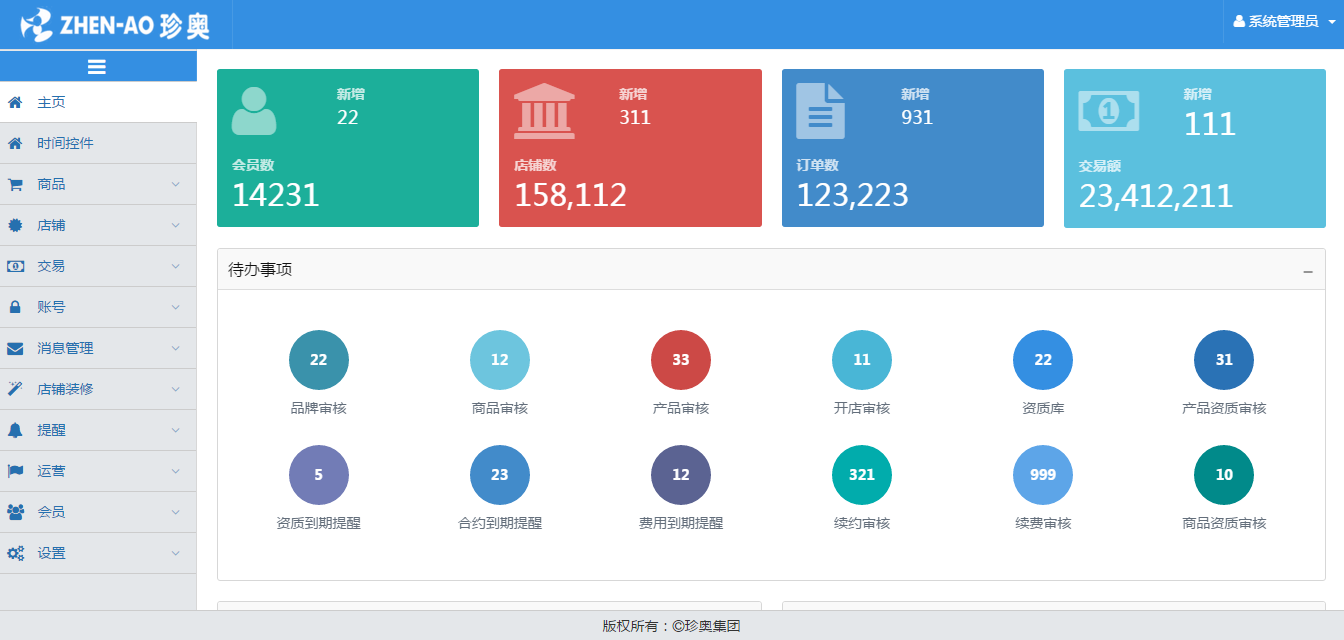 ZHEN-AO 珍奥
系统管理员
主页
时间控件
商品
店铺
交易
账号
消息管理
店铺装修
提醒
运营
会员
设置
新增
22
会员数
14231
新增
311
店铺数
158,112
新增
931
订单数
123,223
1
新增
111
交易额
23,412,211
待办事项
22 12 33 11 22 31
品牌审核 商品审核 产品审核 开店审核 资质库 产品资质审核
5 23 12 321 999 10
资质到期提醒 合约到期提醒 费用到期提醒 续约审核 续费审核 商品资质审核
版权所有：©珍奥集团